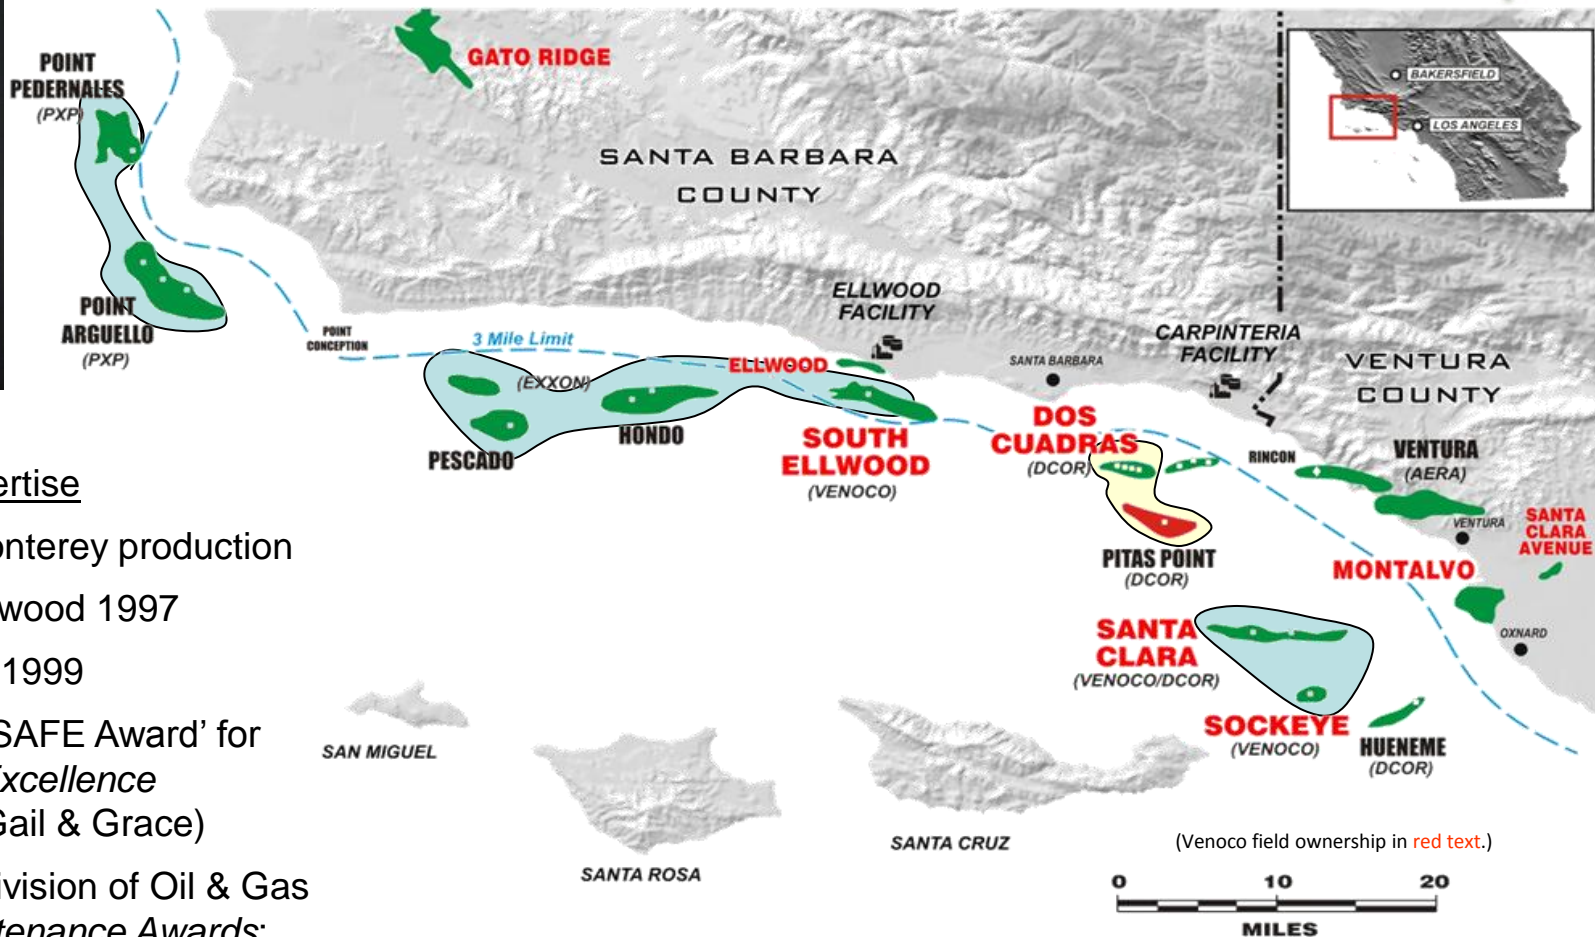 POINT
PEDERNALES
(PXP)
GATO RIDGE
BAKERSFIELD
LOS ANGELES
SANTA BARBARA
COUNTY
POINT
ARGUELLO
(PXP)
POINT
CONCEPTION
3 Mile Limit
ELLWOOD
FACILITY
CARPINTERIA
FACILITY
VENTURA
COUNTY
SANTA BARBARA
ELLWOOD
(EXXON)
PESCADO
HONDO
SOUTH
ELLWOOD
(VENOCO)
DOS
CUADRAS
(DCOR)
RINCON
VENTURA
(AERA)
VENTURA
SANTA
CLARA
AVENUE
PITAS POINT
(DCOR)
MONTALVO
OXNARD
SANTA
CLARA
(VENOCO/DCOR)
SOCKEYE
(VENOCO)
HUENEME
(DCOR)
SAN MIGUEL
SANTA ROSA
SANTA CRUZ
(Venoco field ownership in red text.)
0 10 20
MILES
ertise
onterey production
wood 1997
1999
SAFE Award’ for
Excellence
Gail & Grace)
ivision of Oil & Gas
tenance Awards: